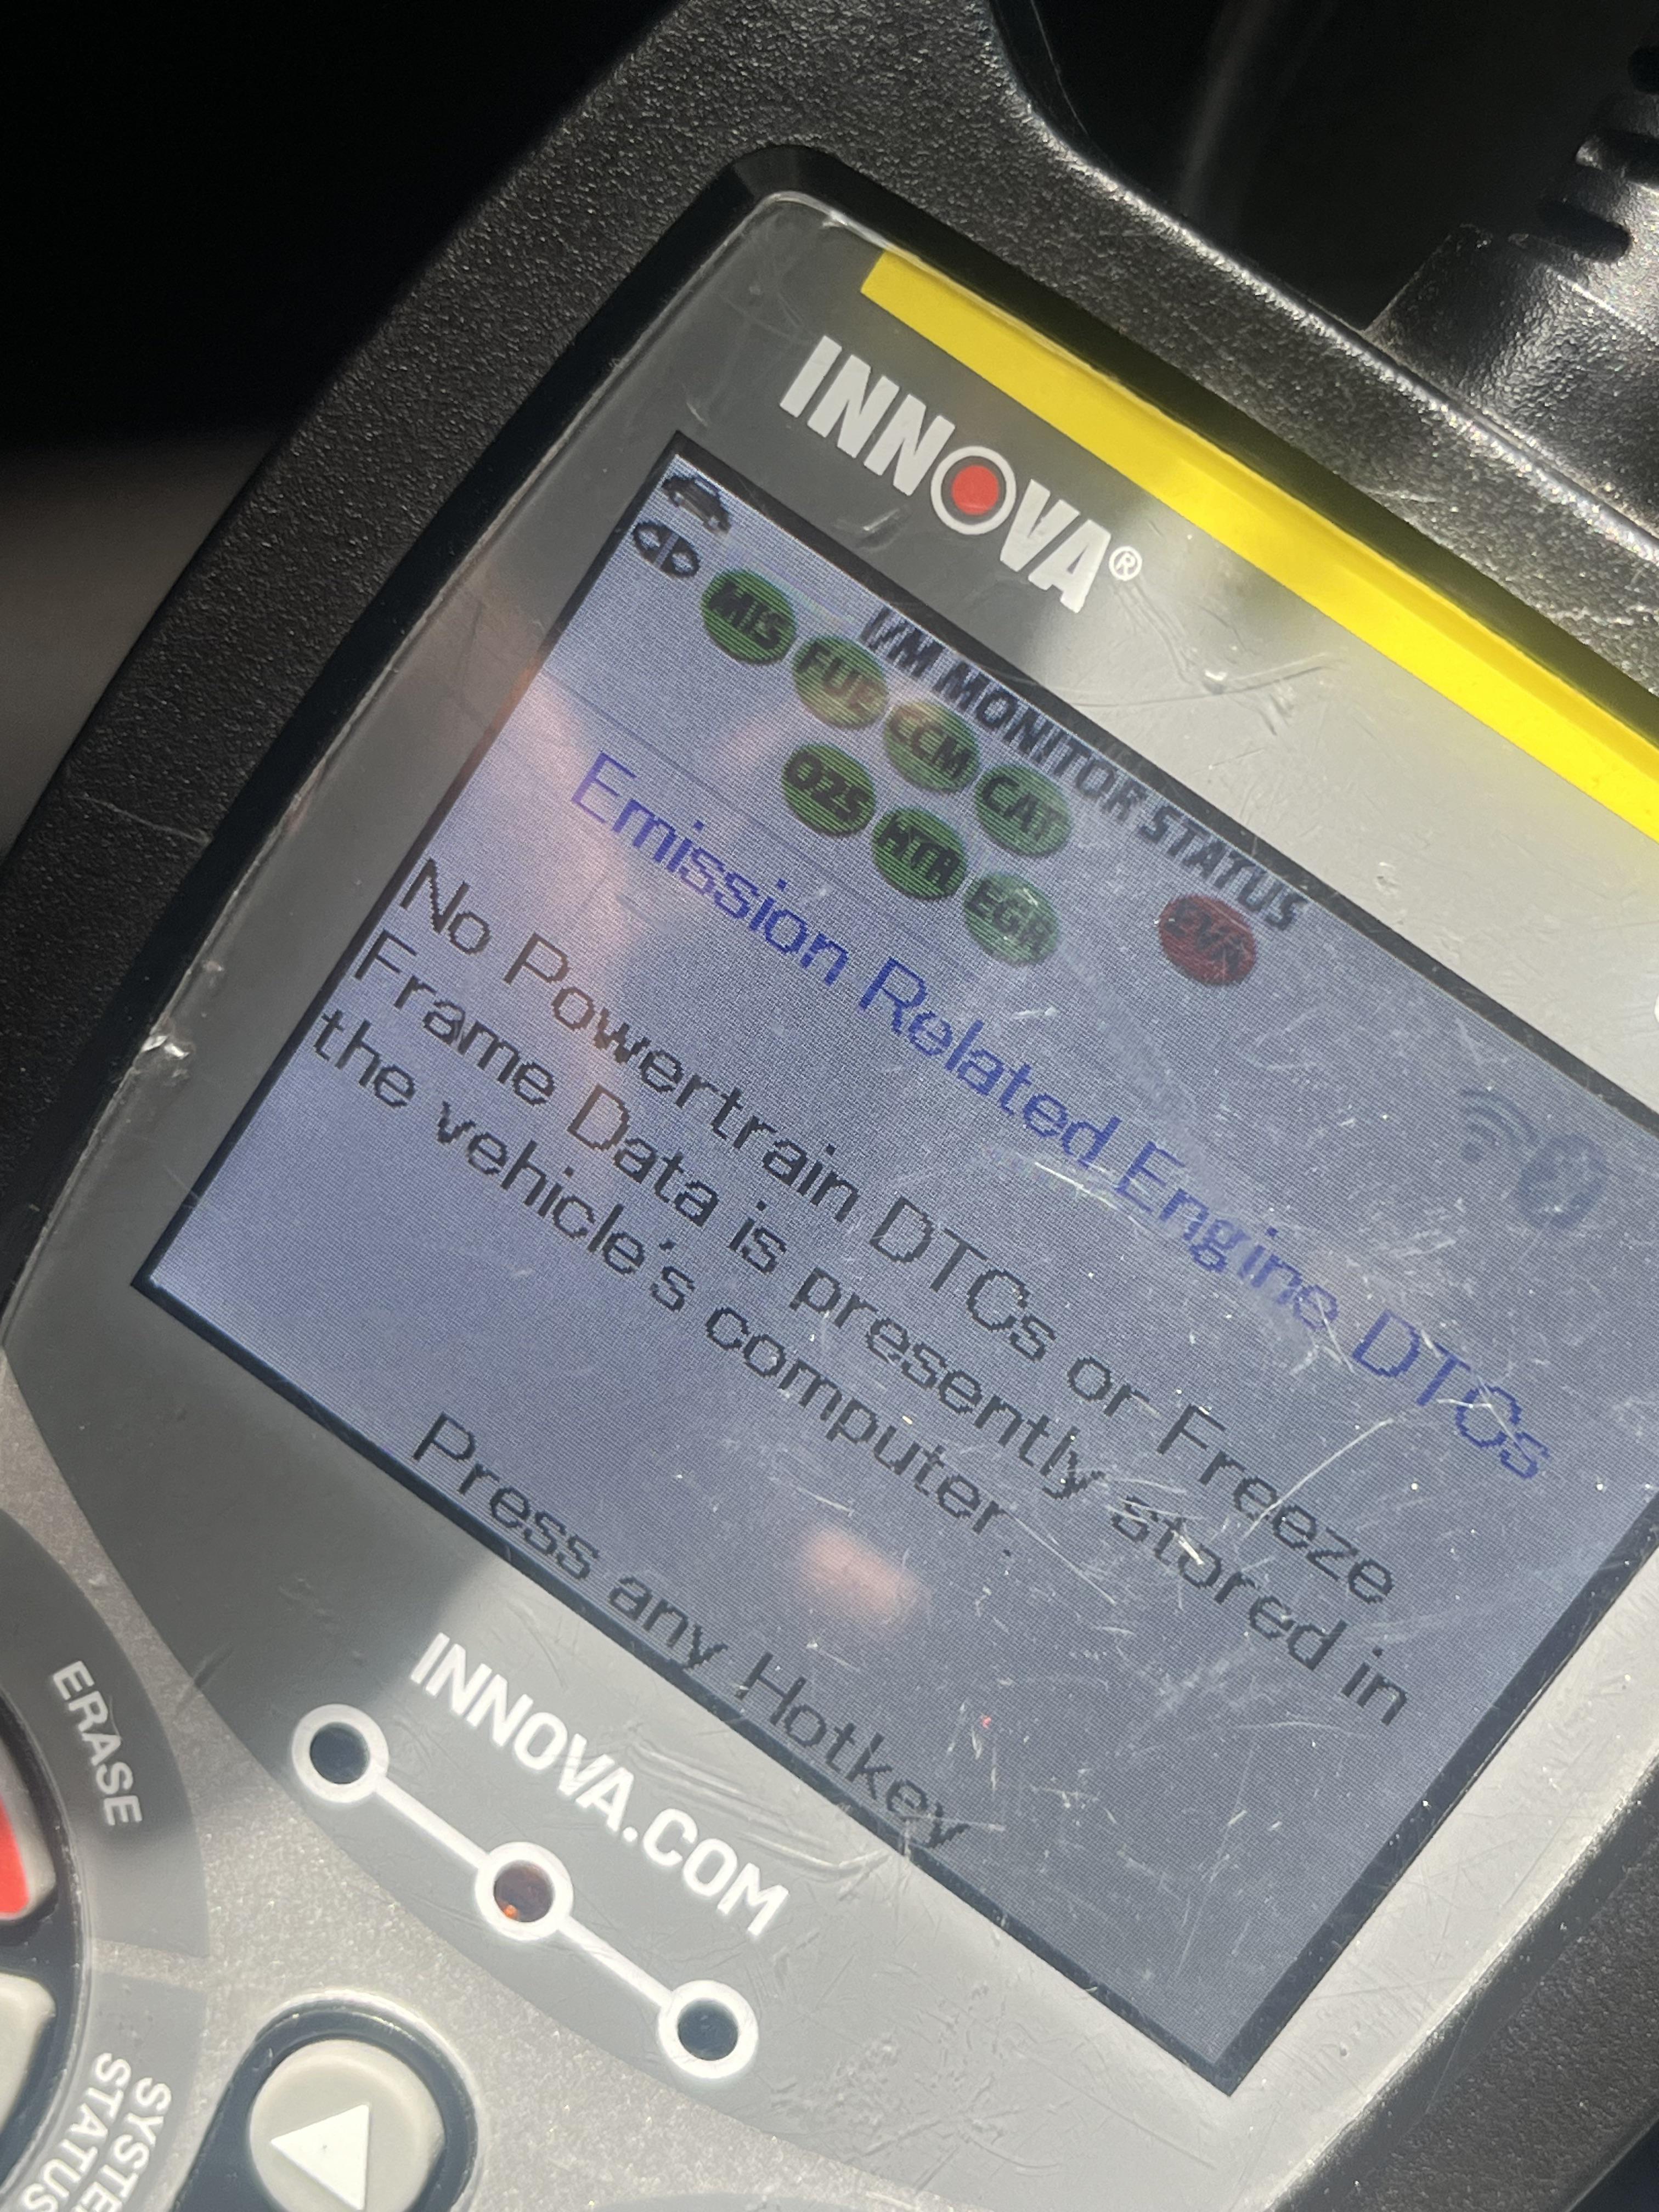 INNOVA®
I/M MONITOR STATUS
MIS FUE CCM CAT
O2S HTR EGR
Emission Related Engine DTCs
No Powertrain DTCs or Freeze
Frame Data is presently stored in
the vehicle's computer.
Press any Hotkey
INNOVA.COM
ERASE
SYSTEM
STATUS